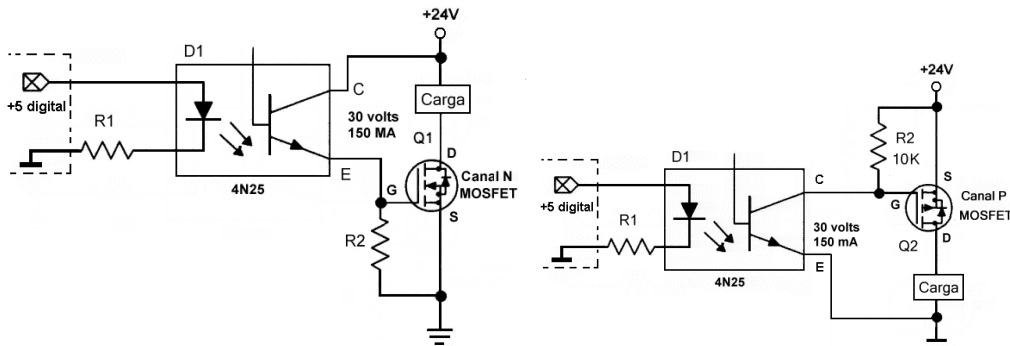 +24V
D1
C
Carga
+5 digital
R1
30 volts
150 MA
Q1
D
E
G
Canal N
MOSFET
4N25
S
R2
+24V
R2
10K
D1
C
S
G
Canal P
MOSFET
+5 digital
R1
30 volts
150 mA
Q2
D
E
4N25
Carga